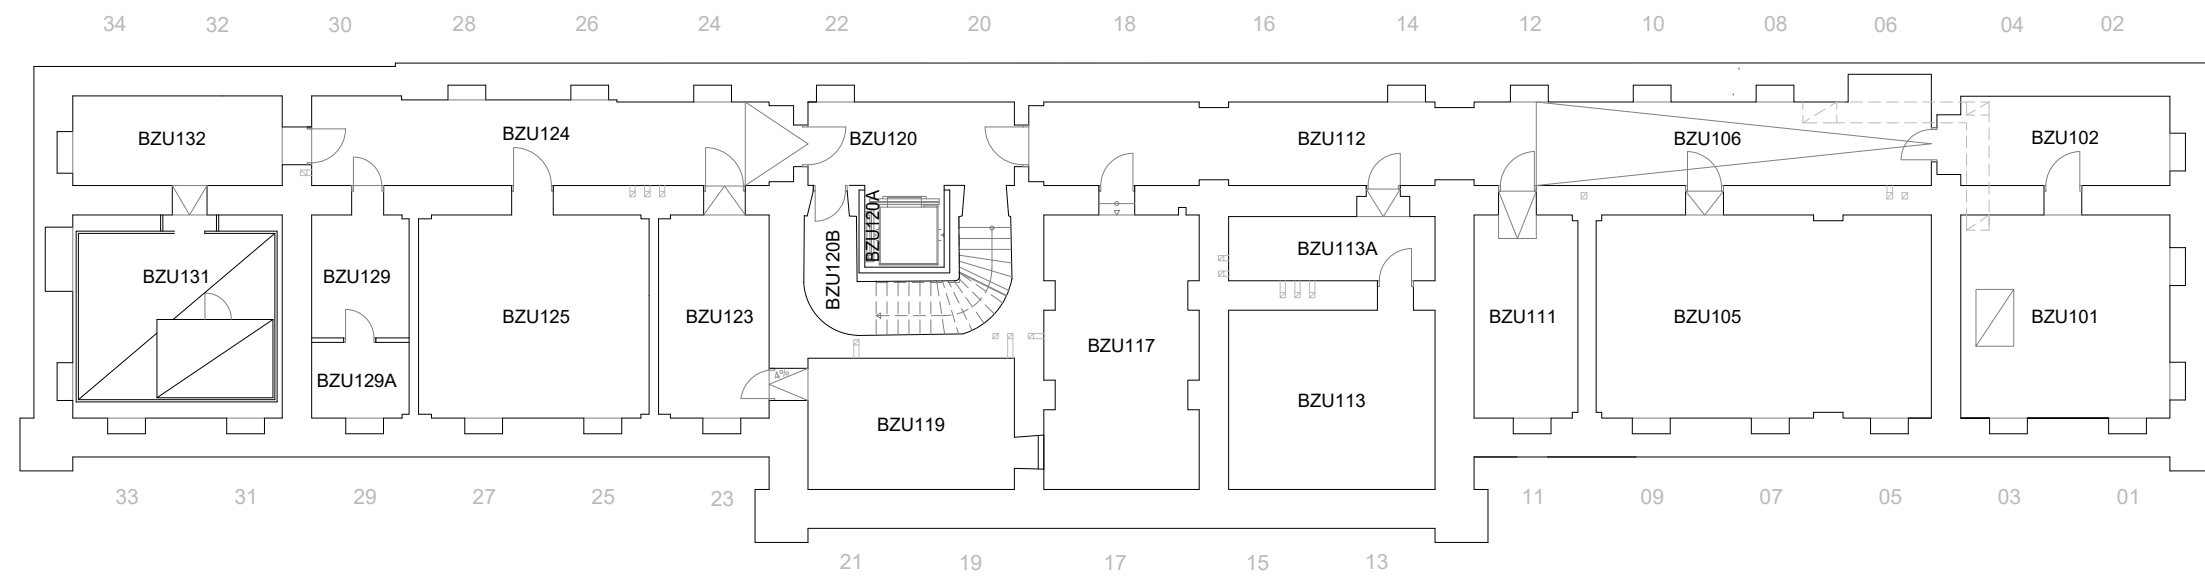 34 32 30 28 26 24 22 20 18 16 14 12 10 08 06 04 02
BZU132 BZU124 BZU120 BZU112 BZU106 BZU102
BZU120A
BZU120B
BZU131 BZU129 BZU113A
BZU125 BZU123 BZU111 BZU105 BZU101
BZU117
4%
BZU129A
BZU113
BZU119
33 31 29 27 25 23 11 09 07 05 03 01
21 19 17 15 13